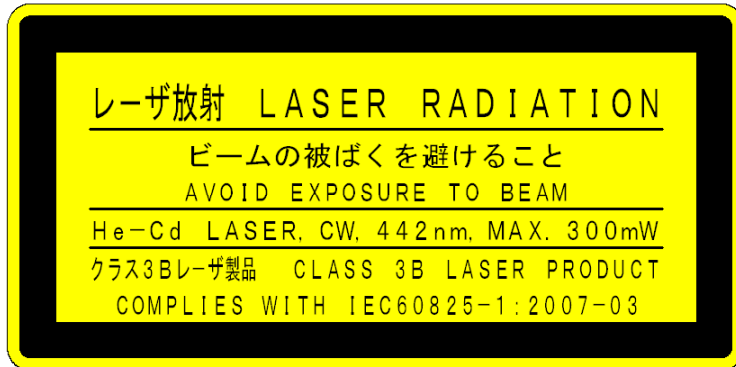 レーザ放射 LASER RADIATION
ビームの被ばくを避けること
AVOID EXPOSURE TO BEAM
He-Cd LASER, CW, 442nm, MAX. 300mW
クラス3Bレーザ製品 CLASS 3B LASER PRODUCT
COMPLIES WITH IEC60825-1:2007-03